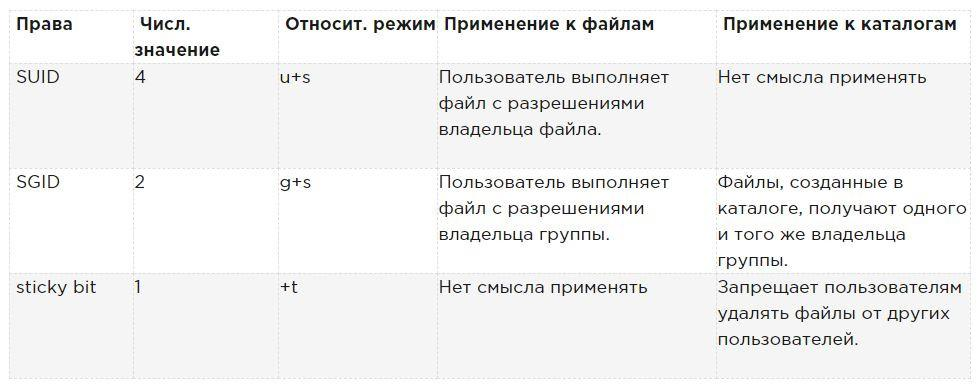 Права
Числ.
значение
Относит. режим
Применение к файлам
Применение к каталогам
SUID
4
u+s
Пользователь выполняет
файл с разрешениями
владельца файла.
Нет смысла применять
SGID
2
g+s
Пользователь выполняет
файл с разрешениями
владельца группы.
Файлы, созданные в
каталоге, получают одного
и того же владельца
группы.
sticky bit
1
+t
Нет смысла применять
Запрещает пользователям
удалять файлы от других
пользователей.